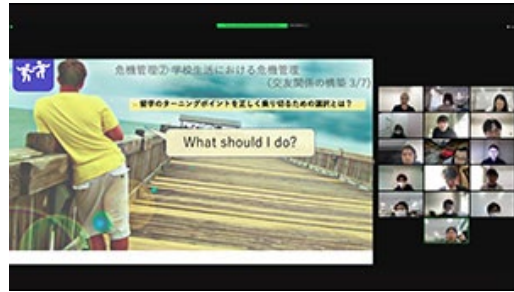 危機管理②学校生活における危機管理
（交友関係の構築 3/7）
留学のターニングポイントを正しく乗り切るための選択とは？
What should I do?